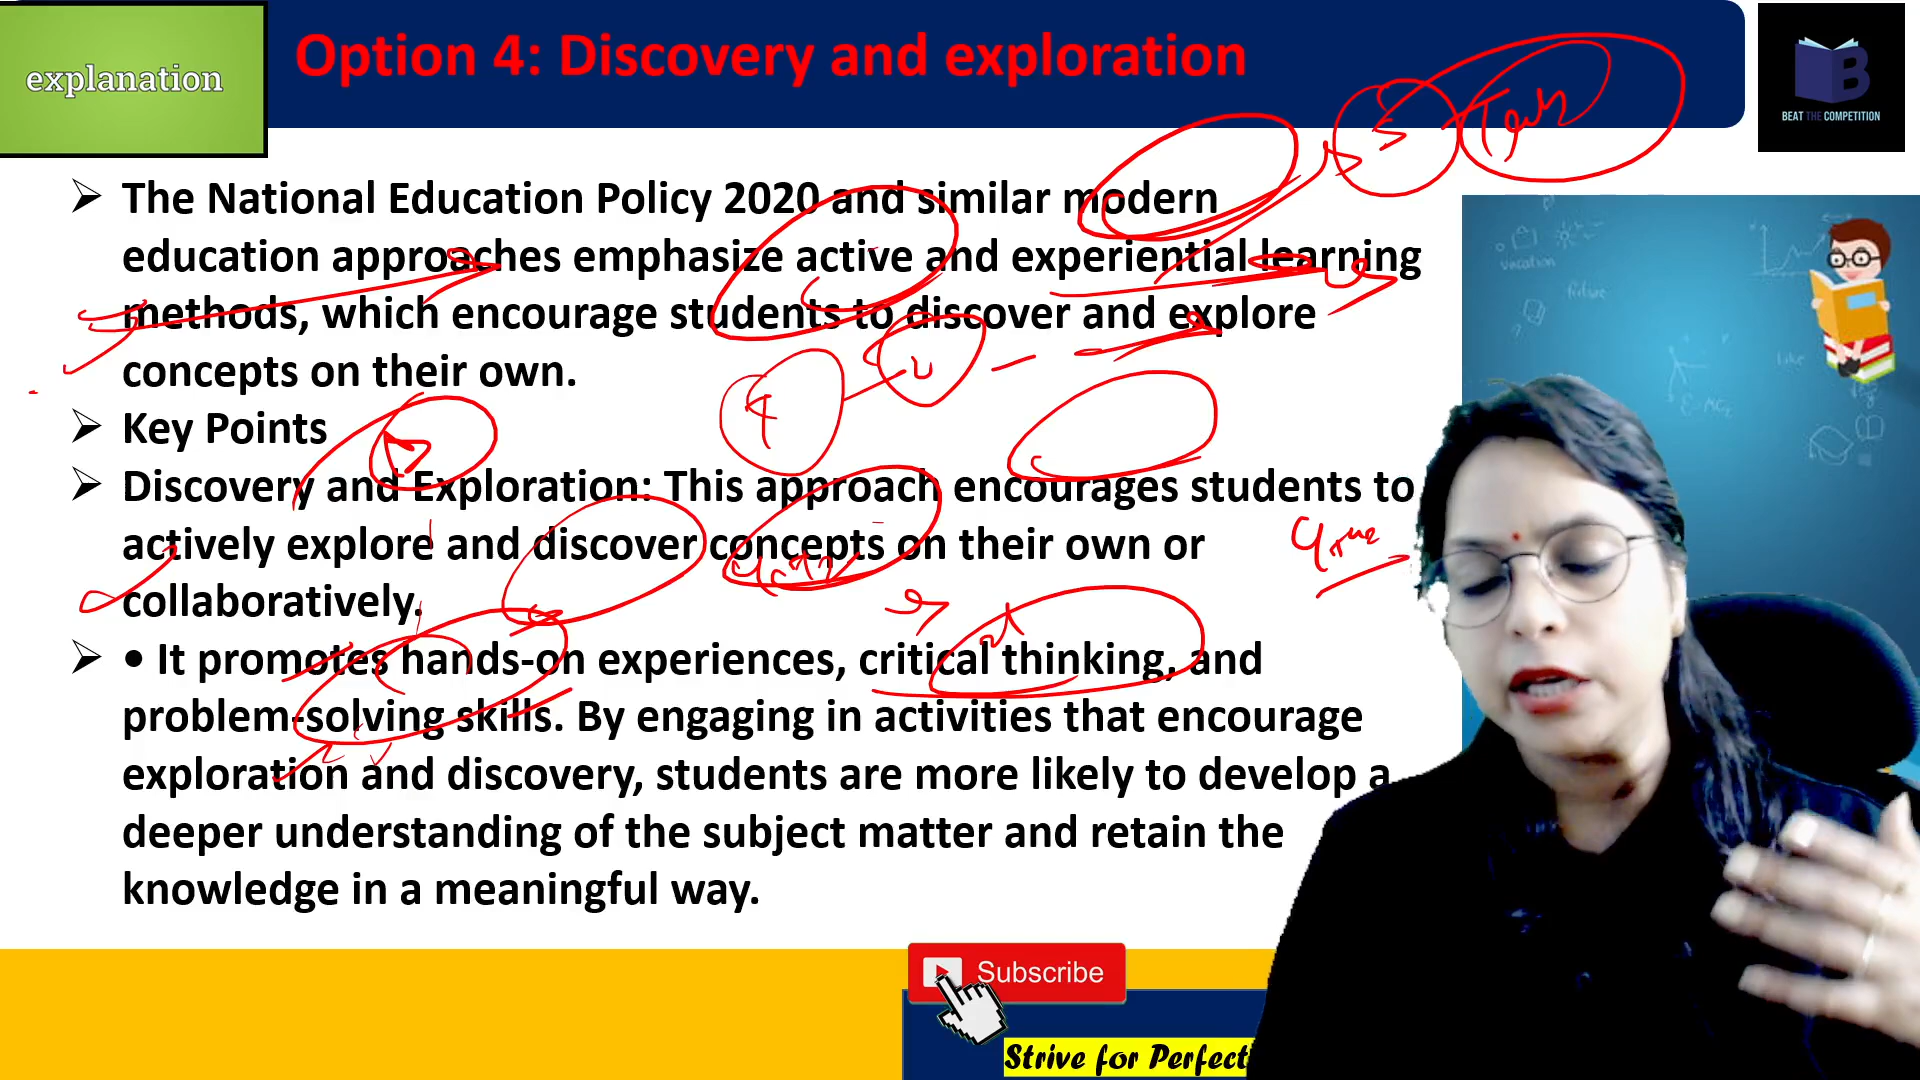 explanation
Option 4: Discovery and exploration
BEAT THE COMPETITION
➢ The National Education Policy 2020 and similar modern
education approaches emphasize active and experiential learning
methods, which encourage students to discover and explore
concepts on their own.
➢ Key Points
➢ Discovery and Exploration: This approach encourages students to
actively explore and discover concepts on their own or
collaboratively.
➢ • It promotes hands-on experiences, critical thinking, and
problem-solving skills. By engaging in activities that encourage
exploration and discovery, students are more likely to develop a
deeper understanding of the subject matter and retain the
knowledge in a meaningful way.
Subscribe
Strive for Perfect